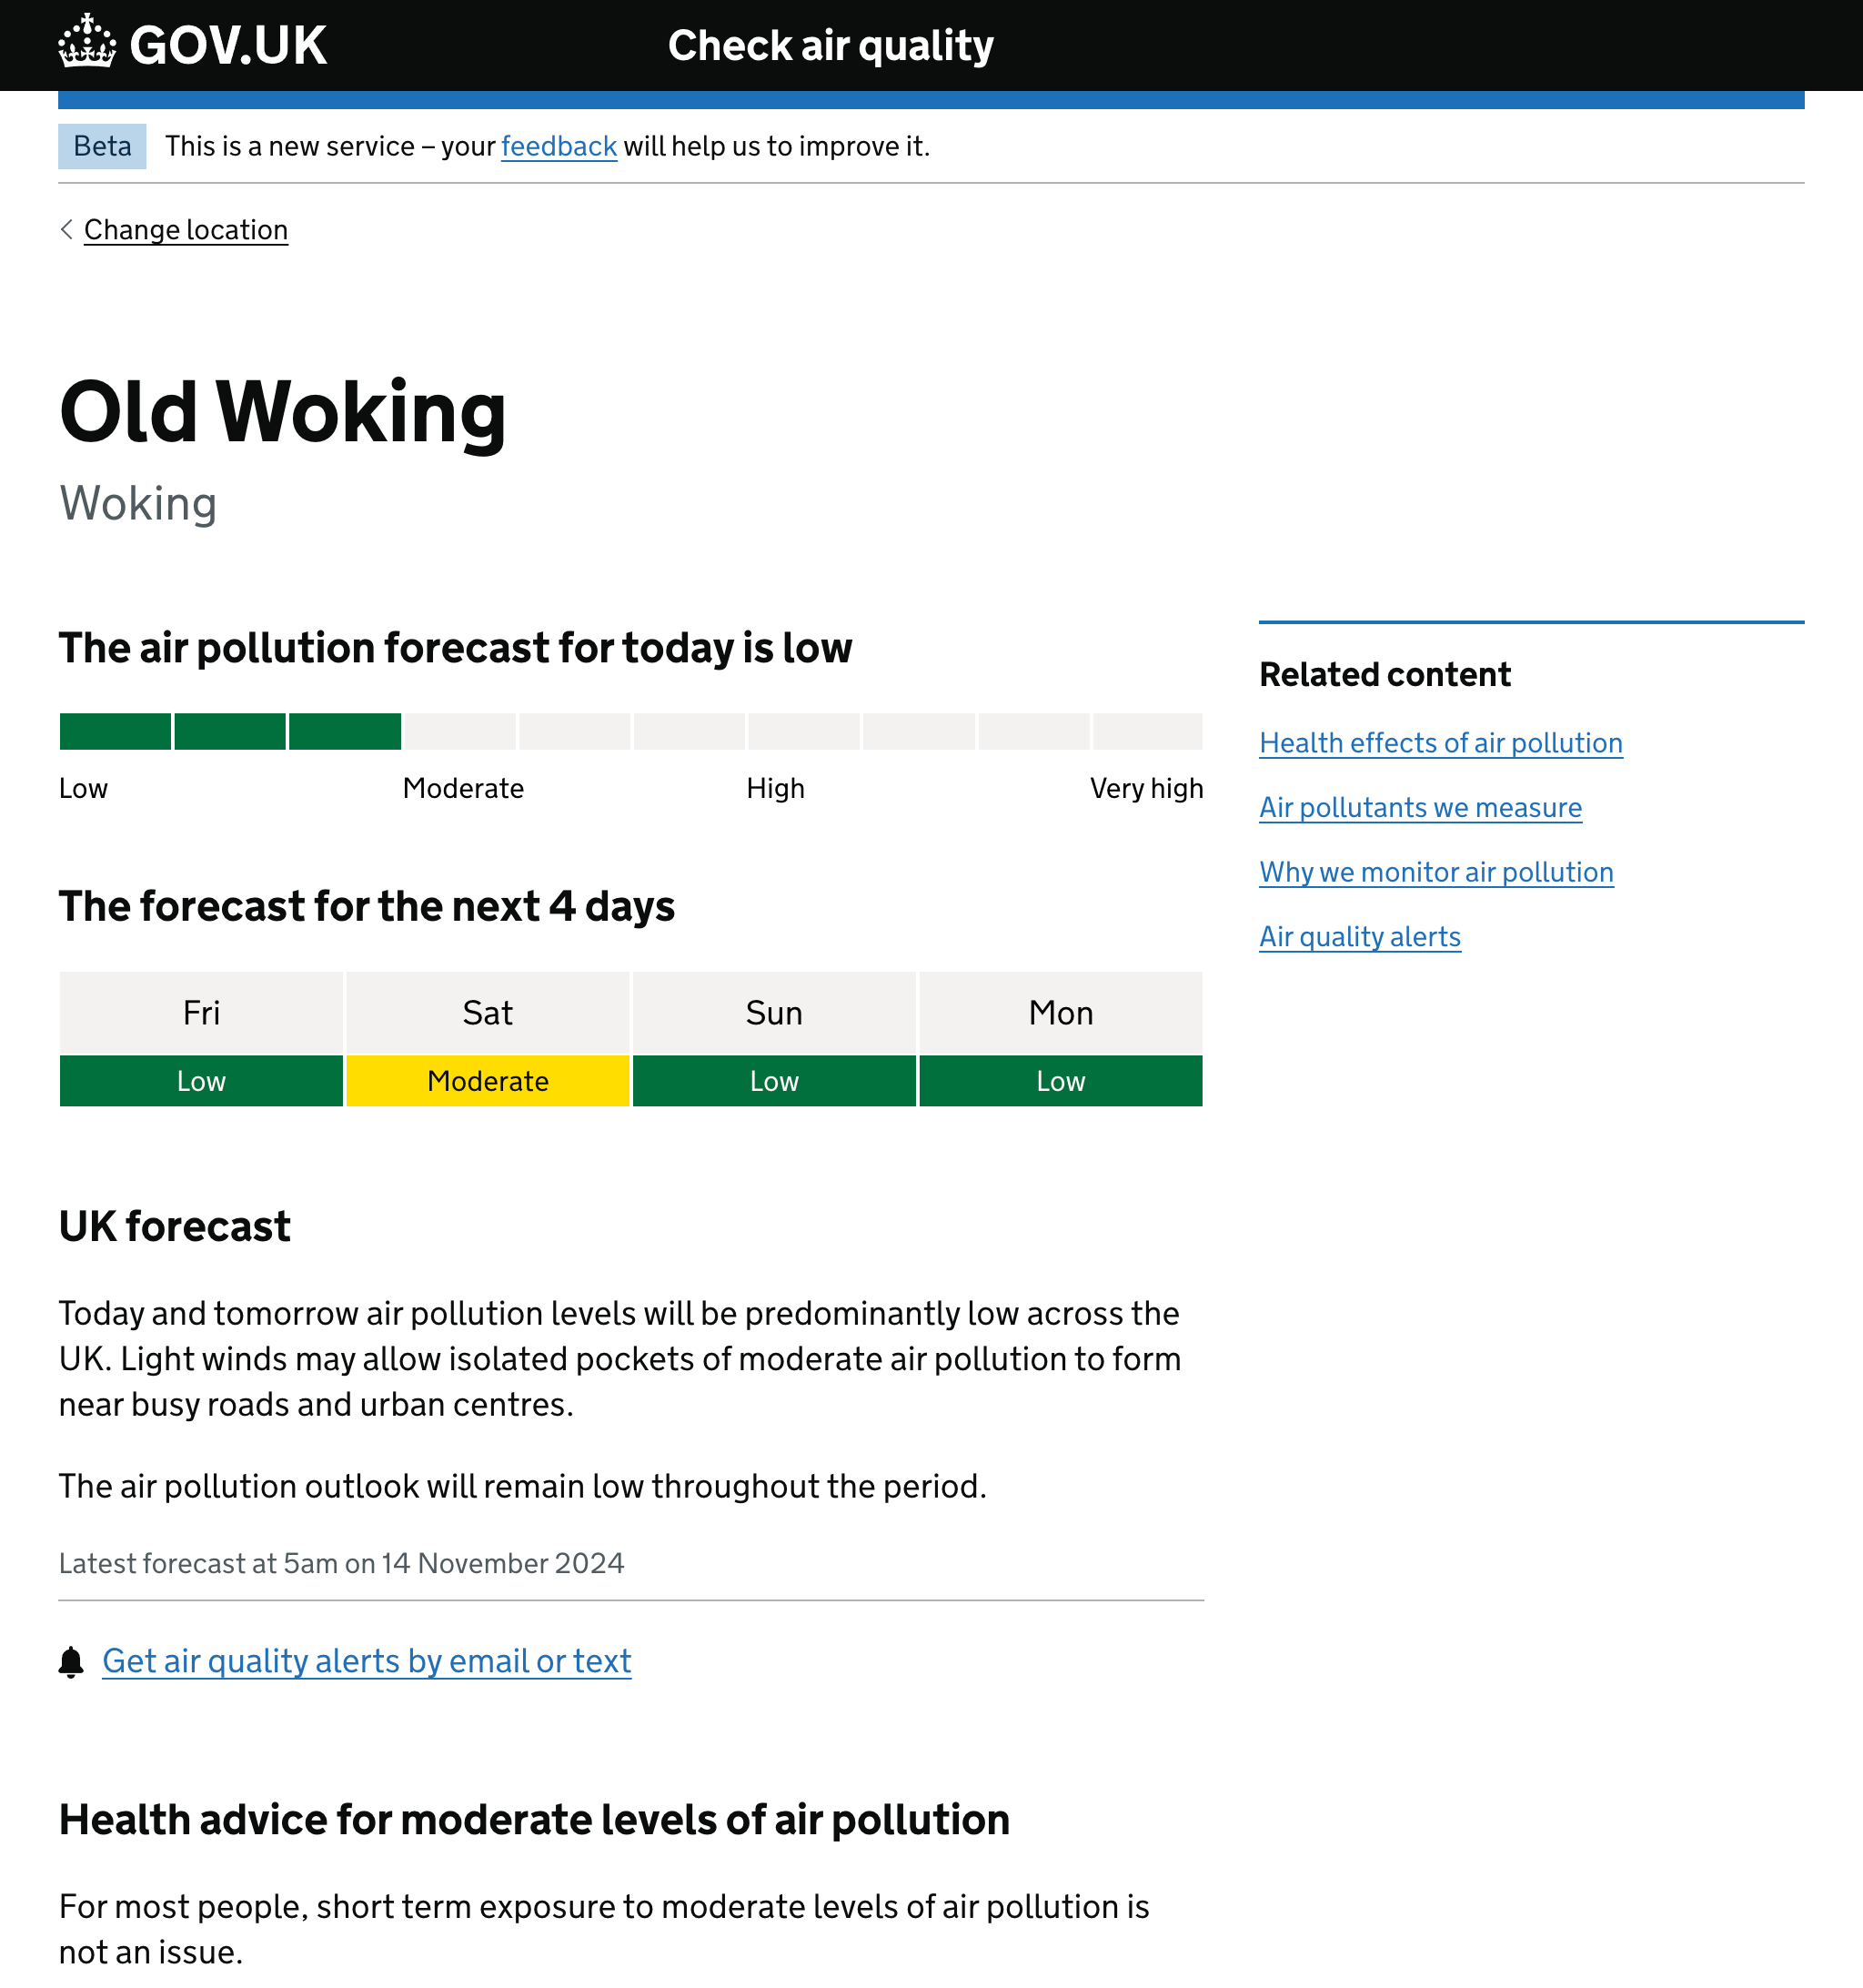 GOV.UK
Check air quality
Beta
This is a new service – your feedback will help us to improve it.
Change location
Old Woking
Woking
The air pollution forecast for today is low
Low Moderate High Very high
The forecast for the next 4 days
Fri Sat Sun Mon
Low Moderate Low Low
UK forecast
Today and tomorrow air pollution levels will be predominantly low across the
UK. Light winds may allow isolated pockets of moderate air pollution to form
near busy roads and urban centres.
The air pollution outlook will remain low throughout the period.
Latest forecast at 5am on 14 November 2024
Get air quality alerts by email or text
Health advice for moderate levels of air pollution
For most people, short term exposure to moderate levels of air pollution is
not an issue.
Related content
Health effects of air pollution
Air pollutants we measure
Why we monitor air pollution
Air quality alerts